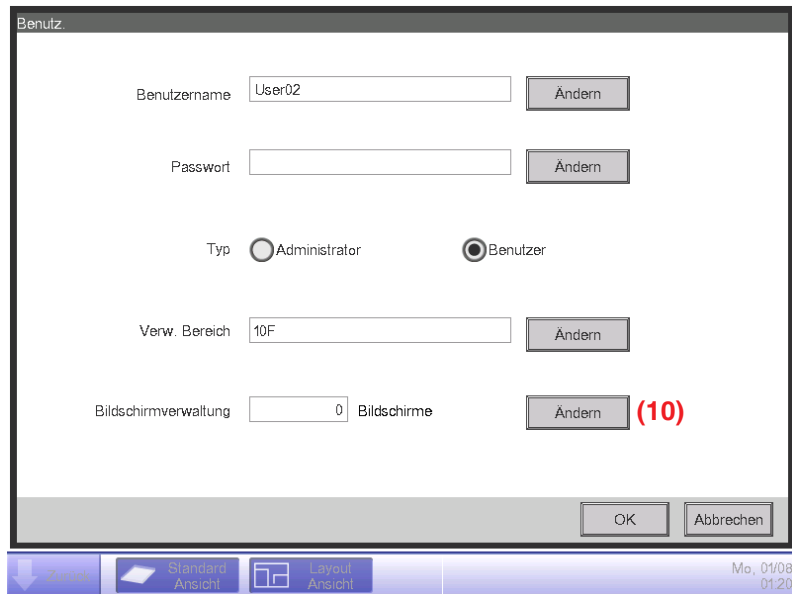 Benutz.
Benutzername User02 Ändern
Passwort Ändern
Typ Administrator Benutzer
Verw. Bereich 10F Ändern
Bildschirmverwaltung 0 Bildschirme Ändern (10)
OK Abbrechen
Zurück Standard Ansicht Layout Ansicht Mo, 01/08 01:20